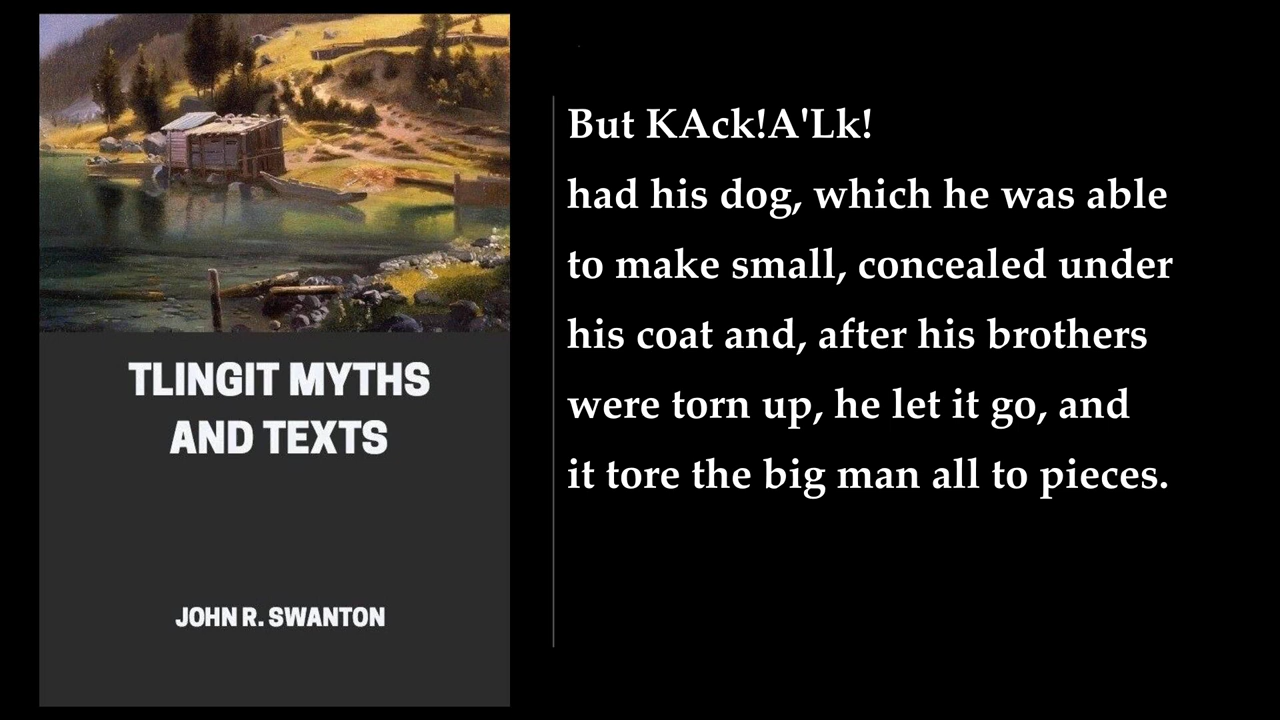 TLINGIT MYTHS
AND TEXTS
JOHN R. SWANTON
But KAck!A'Lk!
had his dog, which he was able
to make small, concealed under
his coat and, after his brothers
were torn up, he let it go, and
it tore the big man all to pieces.